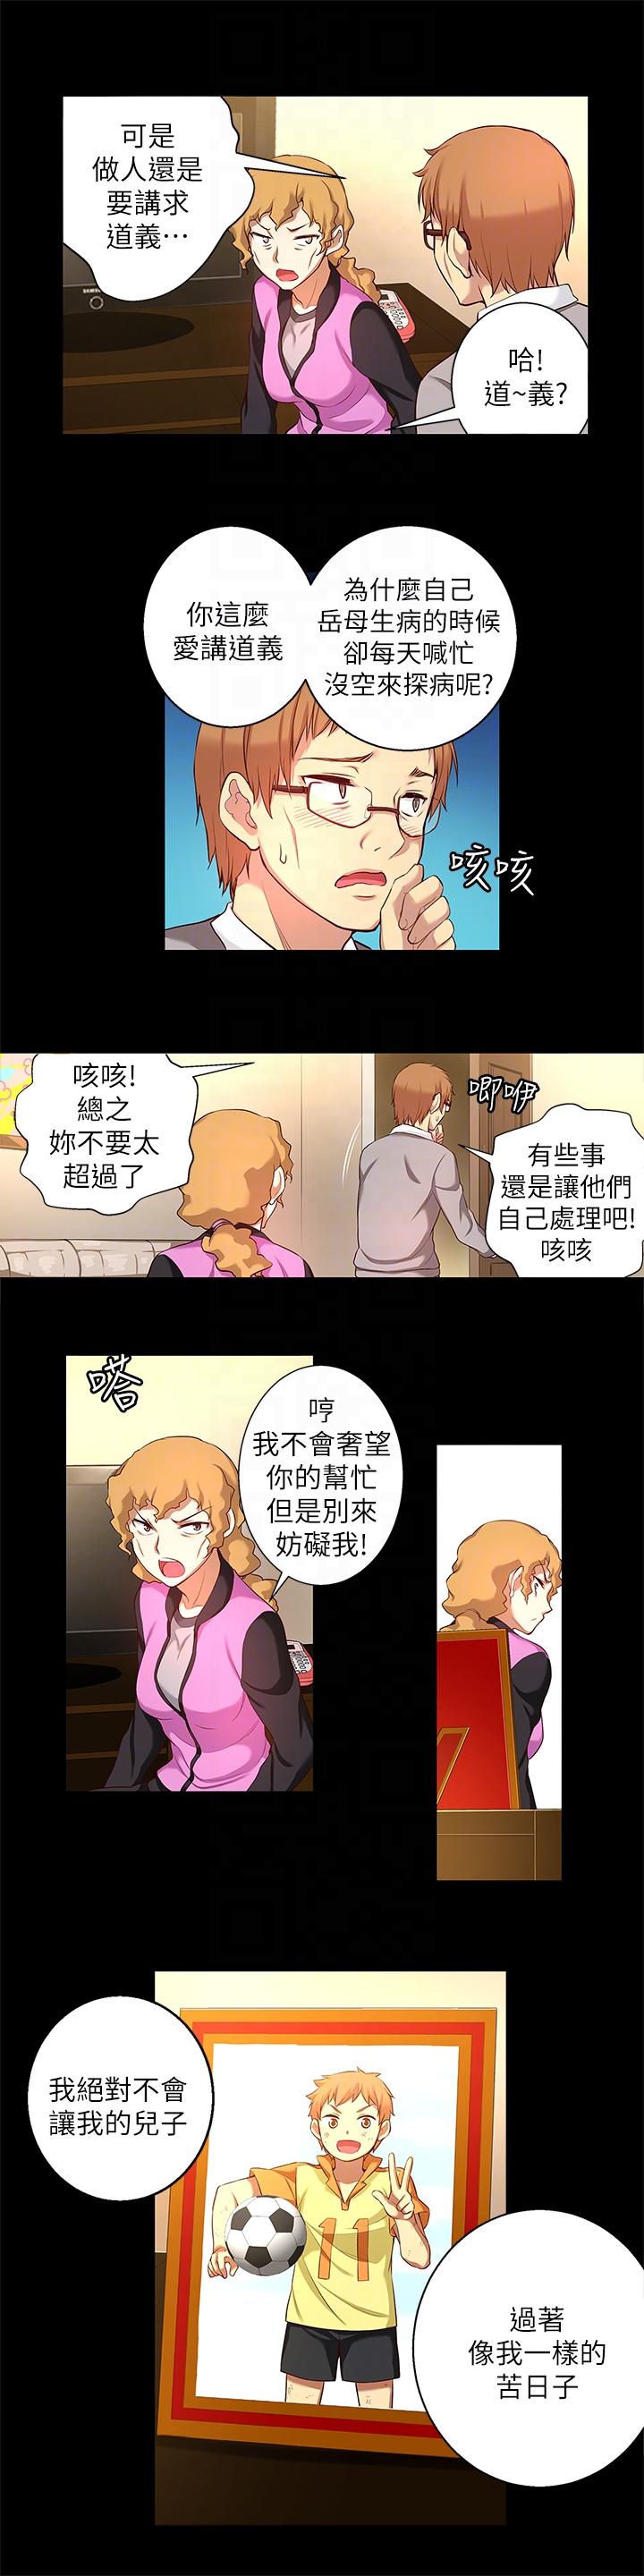 可是
做人還是
要講求
道義…
SAMSUNG
哈!
道~義?
你這麼
愛講道義
為什麼自己
岳母生病的時候
卻每天喊忙
沒空來探病呢?
咳咳
咳咳!
總之
妳不要太
超過了
唧咿
有些事
還是讓他們
自己處理吧!
咳咳
嗒
哼
我不會奢望
你的幫忙
但是別來
妨礙我!
我絕對不會
讓我的兒子
11
過著
像我一樣的
苦日子